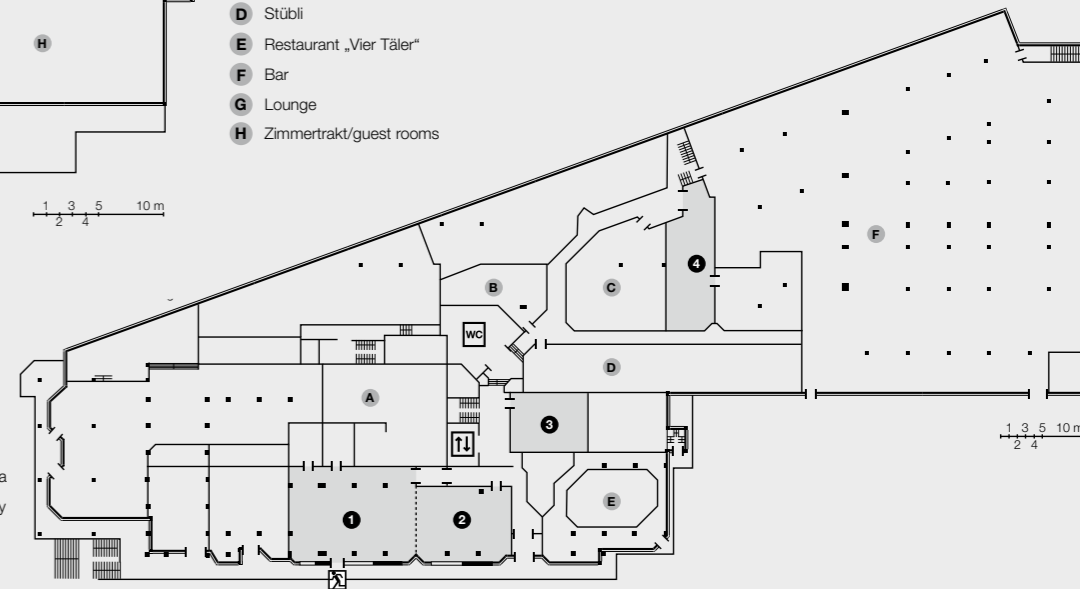 D Stübli
E Restaurant „Vier Täler“
F Bar
G Lounge
H Zimmertrakt/guest rooms
H
1 3 5 10 m
2 4
4
B
C
F
WC
D
A
3
1 3 5 10 m
2 4
a
y
E
1
2